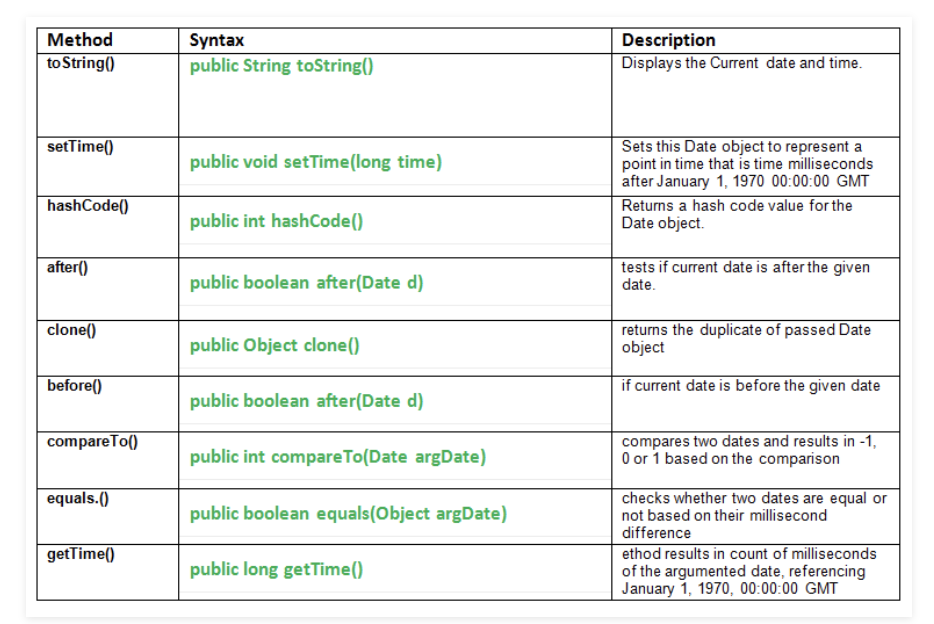 Method Syntax Description
toString() public String toString() Displays the Current date and time.
setTime() public void setTime(long time) Sets this Date object to represent a
point in time that is time milliseconds
after January 1, 1970 00:00:00 GMT
hashCode() public int hashCode() Returns a hash code value for the
Date object.
after() public boolean after(Date d) tests if current date is after the given
date.
clone() public Object clone() returns the duplicate of passed Date
object
before() public boolean after(Date d) if current date is before the given date
compareTo() public int compareTo(Date argDate) compares two dates and results in -1,
0 or 1 based on the comparison
equals.() public boolean equals(Object argDate) checks whether two dates are equal or
not based on their millisecond
difference
getTime() public long getTime() ethod results in count of milliseconds
of the argumented date, referencing
January 1, 1970, 00:00:00 GMT